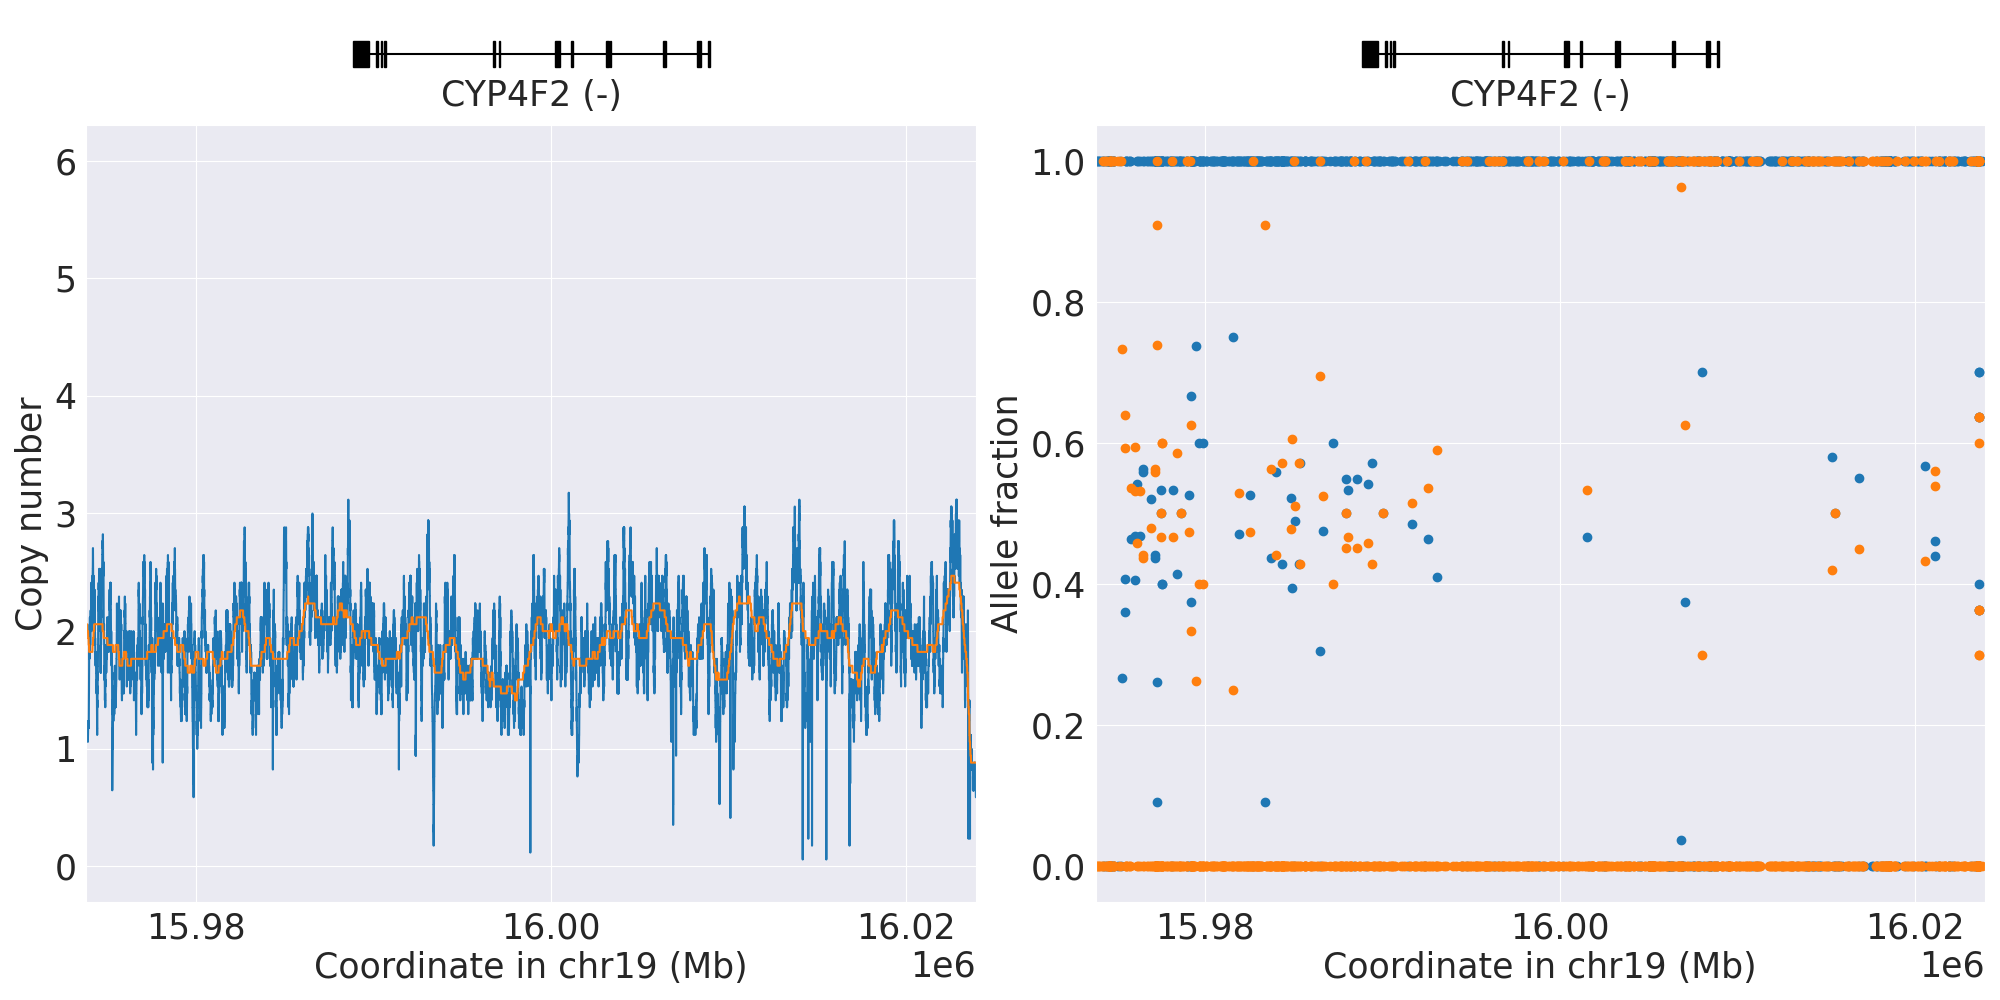 CYP4F2 (-)
Copy number
6
5
4
3
2
1
0
15.98
16.00
16.02
Coordinate in chr19 (Mb)
1e6
CYP4F2 (-)
Allele fraction
1.0
0.8
0.6
0.4
0.2
0.0
15.98
16.00
16.02
Coordinate in chr19 (Mb)
1e6